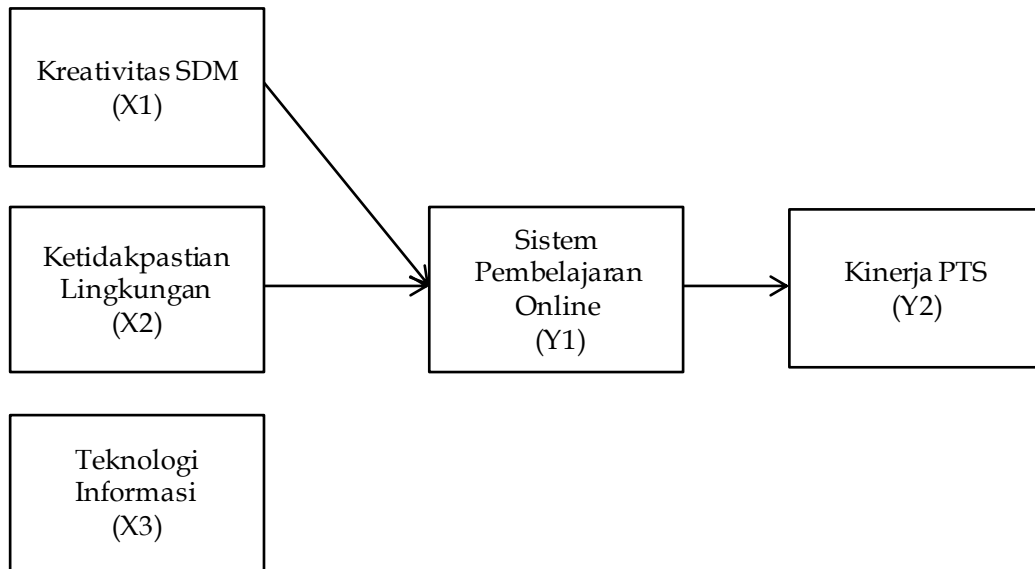 Kreativitas SDM
(X1)
Ketidakpastian
Lingkungan
(X2)
Teknologi
Informasi
(X3)
Sistem
Pembelajaran
Online
(Y1)
Kinerja PTS
(Y2)